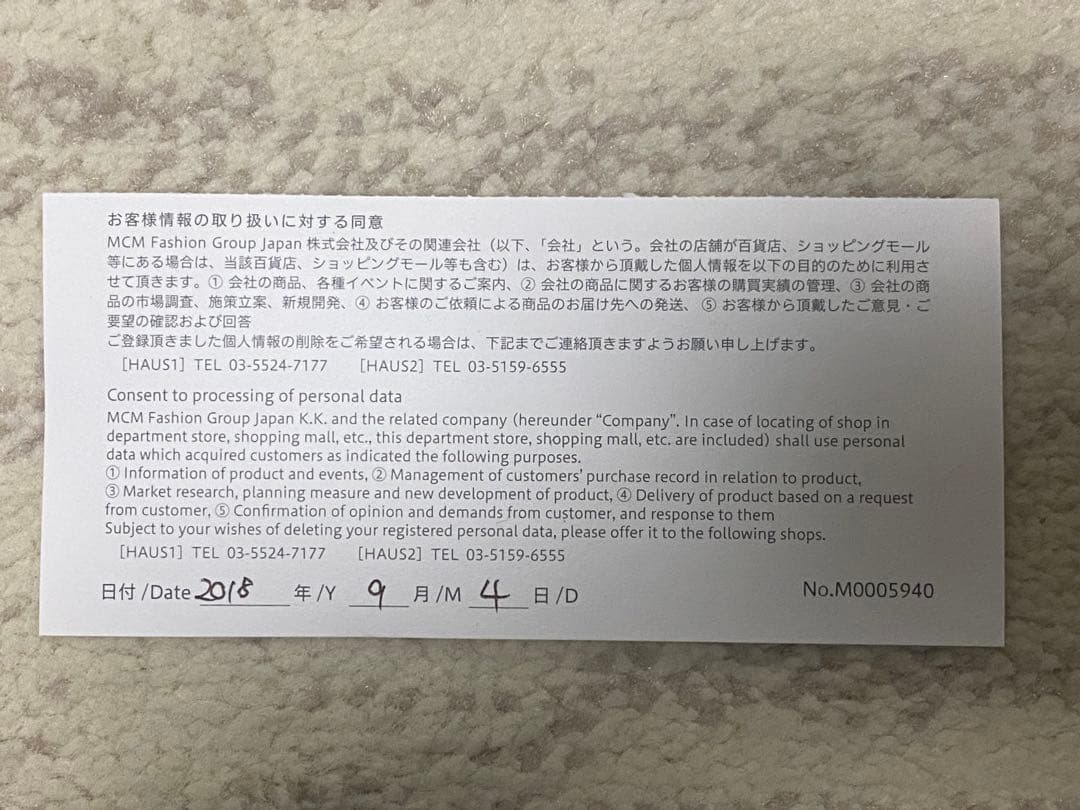 お客様情報の取り扱いに対する同意
MCM Fashion Group Japan 株式会社及びその関連会社（以下、「会社」という。会社の店舗が百貨店、ショッピングモール
等にある場合は、当該百貨店、ショッピングモール等も含む）は、お客様から頂戴した個人情報を以下の目的のために利用さ
せて頂きます。① 会社の商品、各種イベントに関するご案内、② 会社の商品に関するお客様の購買実績の管理、③ 会社の商
品の市場調査、施策立案、新規開発、④ お客様のご依頼による商品のお届け先への発送、⑤ お客様から頂戴したご意見・ご
要望の確認および回答
ご登録頂きました個人情報の削除をご希望される場合は、下記までご連絡頂きますようお願い申し上げます。
［HAUS1］TEL 03-5524-7177 ［HAUS2］TEL 03-5159-6555
Consent to processing of personal data
MCM Fashion Group Japan K.K. and the related company (hereunder “Company”. In case of locating of shop in
department store, shopping mall, etc., this department store, shopping mall, etc. are included) shall use personal
data which acquired customers as indicated the following purposes.
① Information of product and events, ② Management of customers’ purchase record in relation to product,
③ Market research, planning measure and new development of product, ④ Delivery of product based on a request
from customer, ⑤ Confirmation of opinion and demands from customer, and response to them
Subject to your wishes of deleting your registered personal data, please offer it to the following shops.
［HAUS1］TEL 03-5524-7177 ［HAUS2］TEL 03-5159-6555
日付 /Date 2018 年 /Y 9 月 /M 4 日 /D No.M0005940